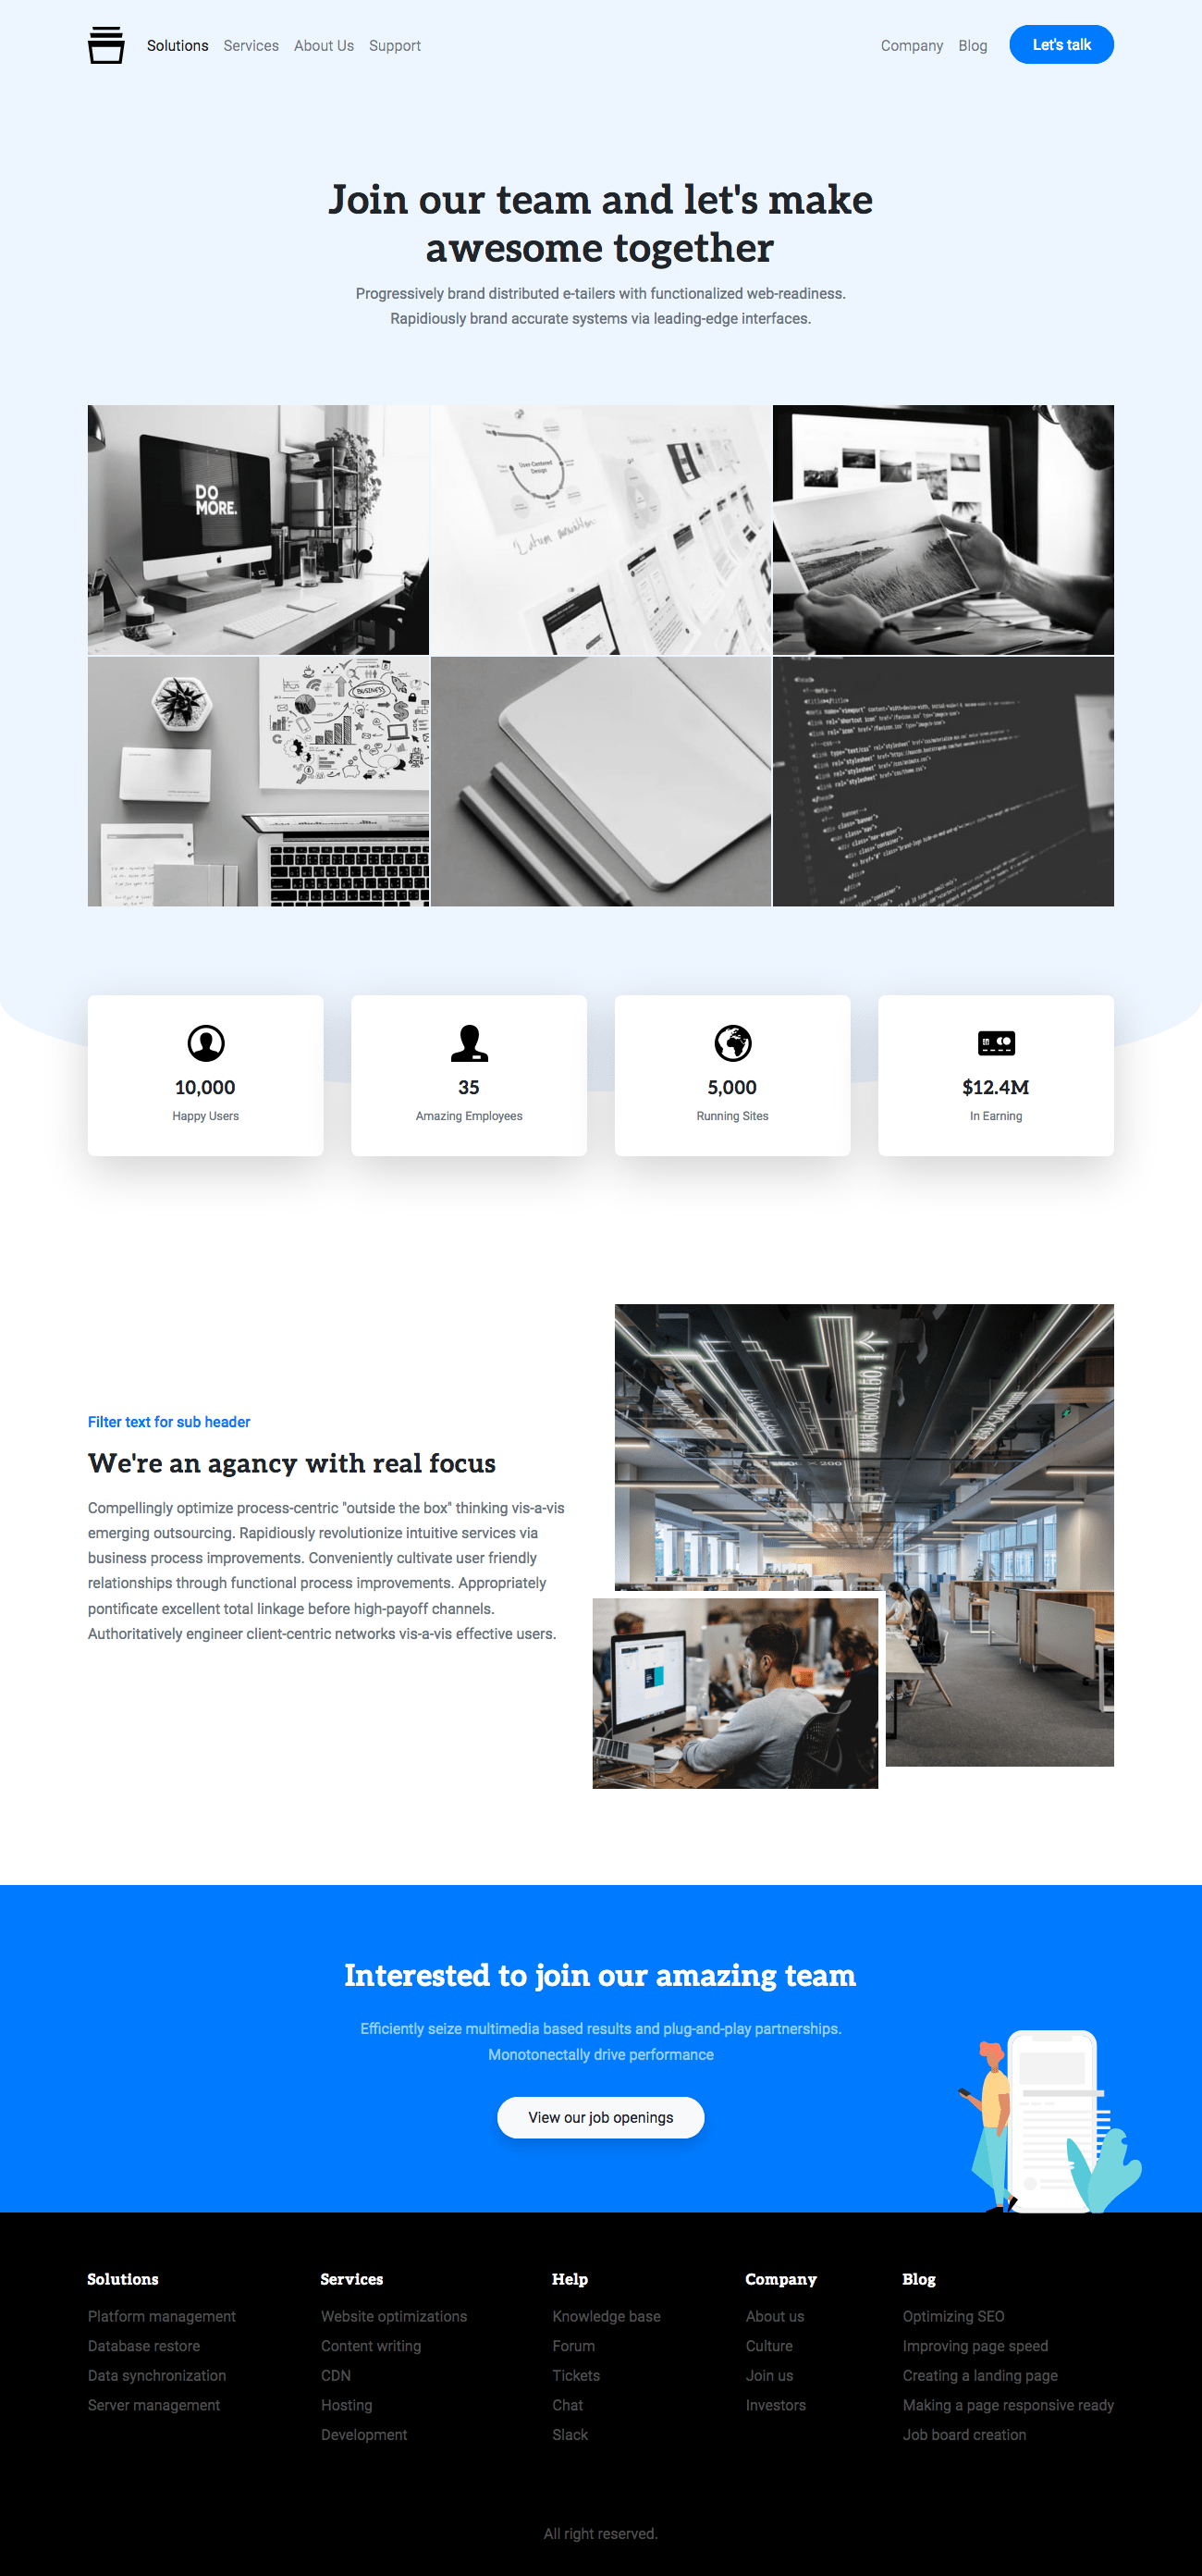 Solutions Services About Us Support Company Blog Let's talk
Join our team and let's make
awesome together
Progressively brand distributed e-tailers with functionalized web-readiness.
Rapidiously brand accurate systems via leading-edge interfaces.
DO
MORE.
User-Centered
Design
BUSINESS
10,000
Happy Users
35
Amazing Employees
5,000
Running Sites
$12.4M
In Earning
Filter text for sub header
We're an agancy with real focus
Compellingly optimize process-centric "outside the box" thinking vis-a-vis
emerging outsourcing. Rapidiously revolutionize intuitive services via
business process improvements. Conveniently cultivate user friendly
relationships through functional process improvements. Appropriately
pontificate excellent total linkage before high-payoff channels.
Authoritatively engineer client-centric networks vis-a-vis effective users.
Interested to join our amazing team
Efficiently seize multimedia based results and plug-and-play partnerships.
Monotonectally drive performance
View our job openings
Solutions
Platform management
Database restore
Data synchronization
Server management
Services
Website optimizations
Content writing
CDN
Hosting
Development
Help
Knowledge base
Forum
Tickets
Chat
Slack
Company
About us
Culture
Join us
Investors
Blog
Optimizing SEO
Improving page speed
Creating a landing page
Making a page responsive ready
Job board creation
All right reserved.